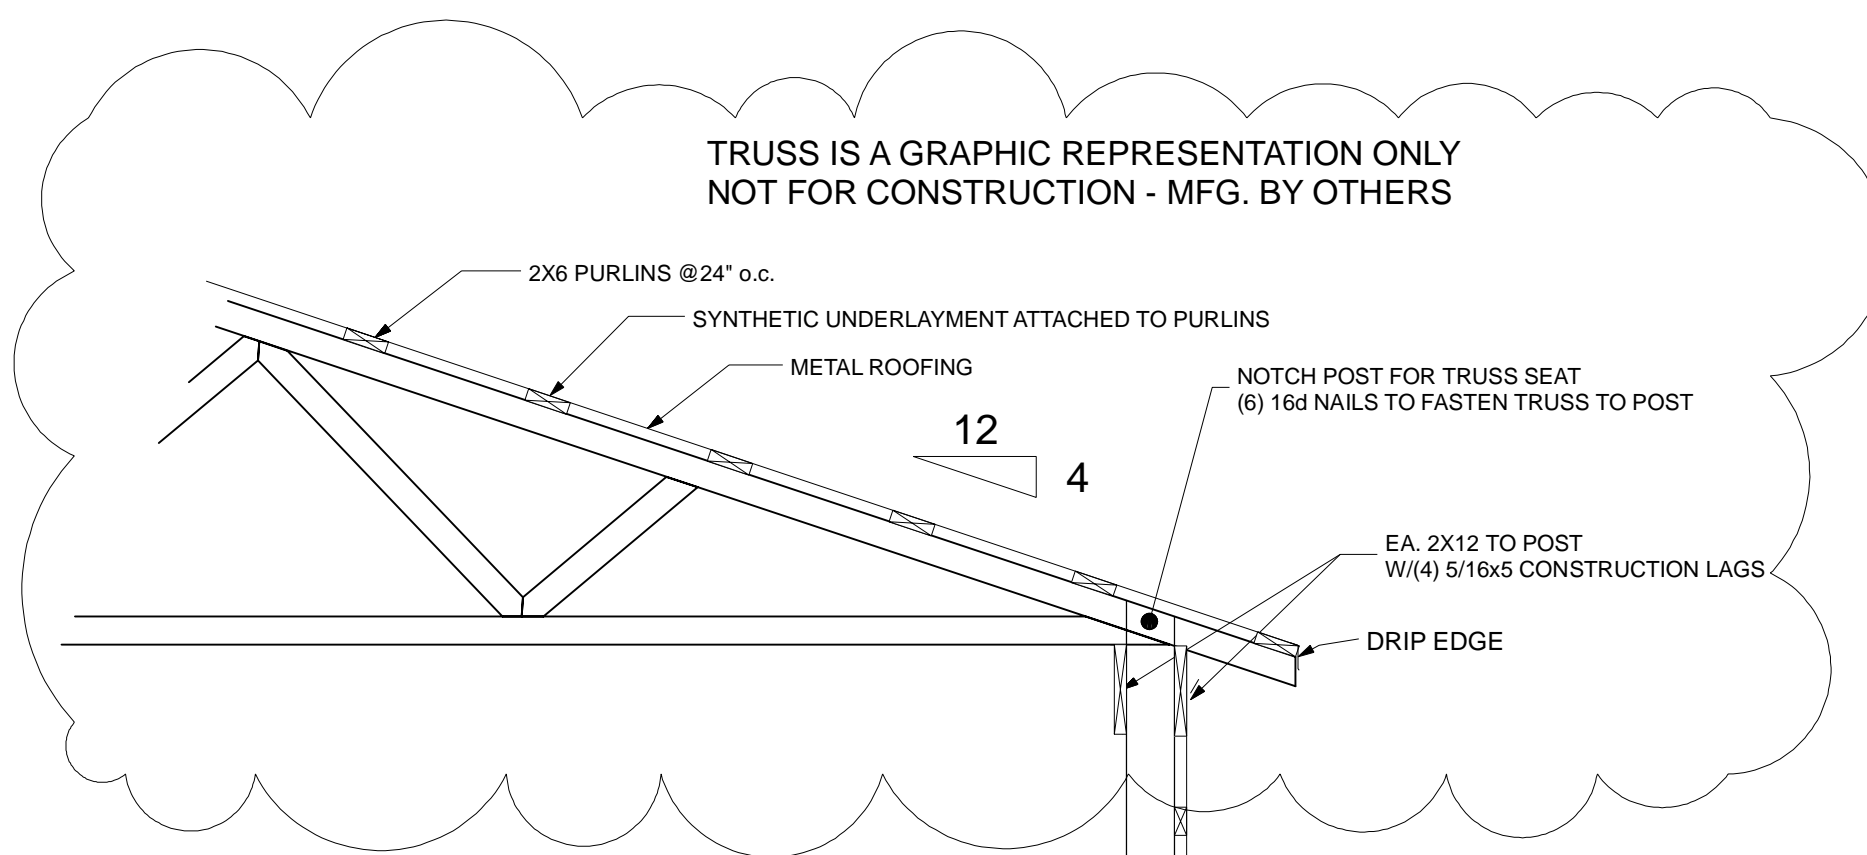 TRUSS IS A GRAPHIC REPRESENTATION ONLY
NOT FOR CONSTRUCTION - MFG. BY OTHERS
2X6 PURLINS @24" o.c.
SYNTHETIC UNDERLAYMENT ATTACHED TO PURLINS
METAL ROOFING
NOTCH POST FOR TRUSS SEAT
(6) 16d NAILS TO FASTEN TRUSS TO POST
12
4
EA. 2X12 TO POST
W/(4) 5/16x5 CONSTRUCTION LAGS
DRIP EDGE